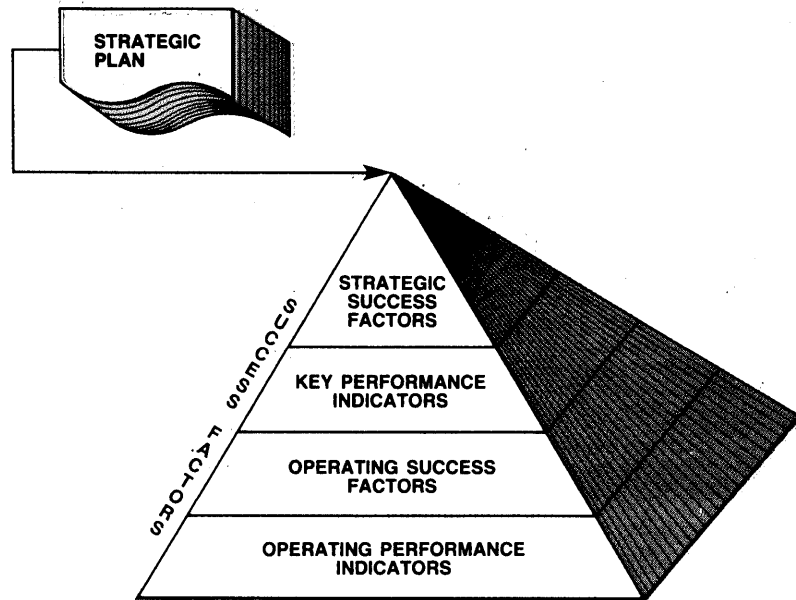 STRATEGIC
PLAN
STRATEGIC
SUCCESS
FACTORS
KEY PERFORMANCE
INDICATORS
OPERATING SUCCESS
FACTORS
OPERATING PERFORMANCE
INDICATORS
SUCCESS FACTORS